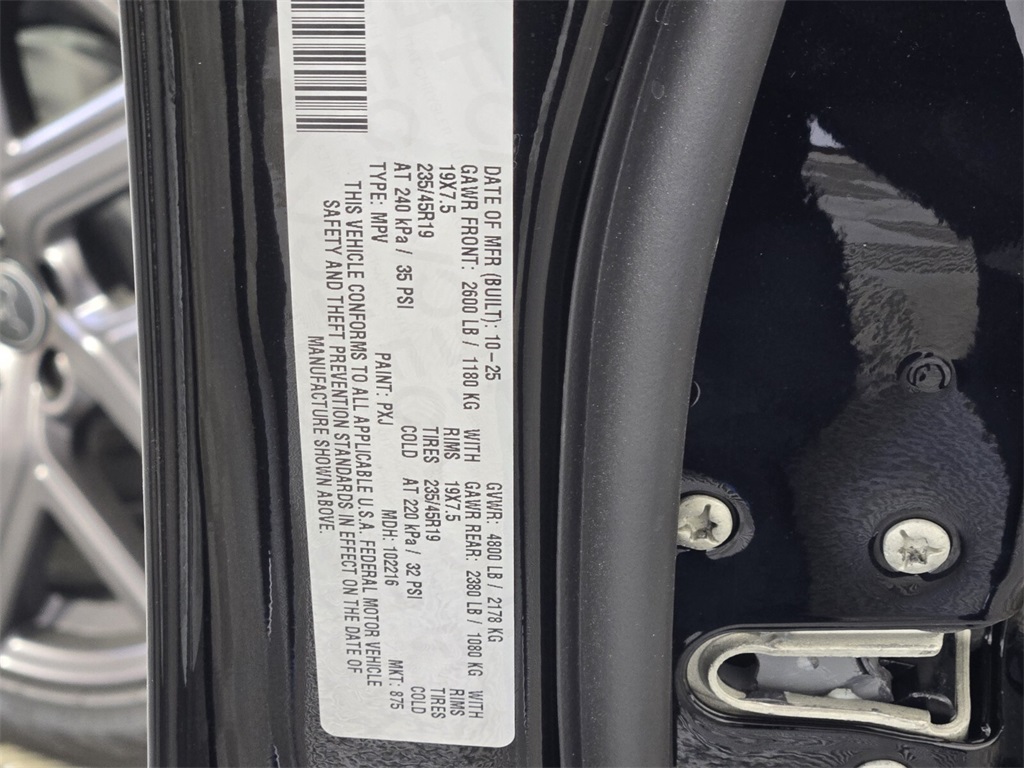 DATE OF MFR (BUILT): 10-25 GVWR: 4800 LB / 2178 KG
GAWR FRONT: 2600 LB / 1180 KG WITH GAWR REAR: 2380 LB / 1080 KG WITH
19X7.5 RIMS 19X7.5 RIMS
235/45R19 TIRES 235/45R19 TIRES
AT 240 kPa / 35 PSI COLD AT 220 kPa / 32 PSI COLD
TYPE: MPV PAINT: PXJ MDH: 102216 MKT: 875
THIS VEHICLE CONFORMS TO ALL APPLICABLE U.S.A. FEDERAL MOTOR VEHICLE
SAFETY AND THEFT PREVENTION STANDARDS IN EFFECT ON THE DATE OF
MANUFACTURE SHOWN ABOVE.